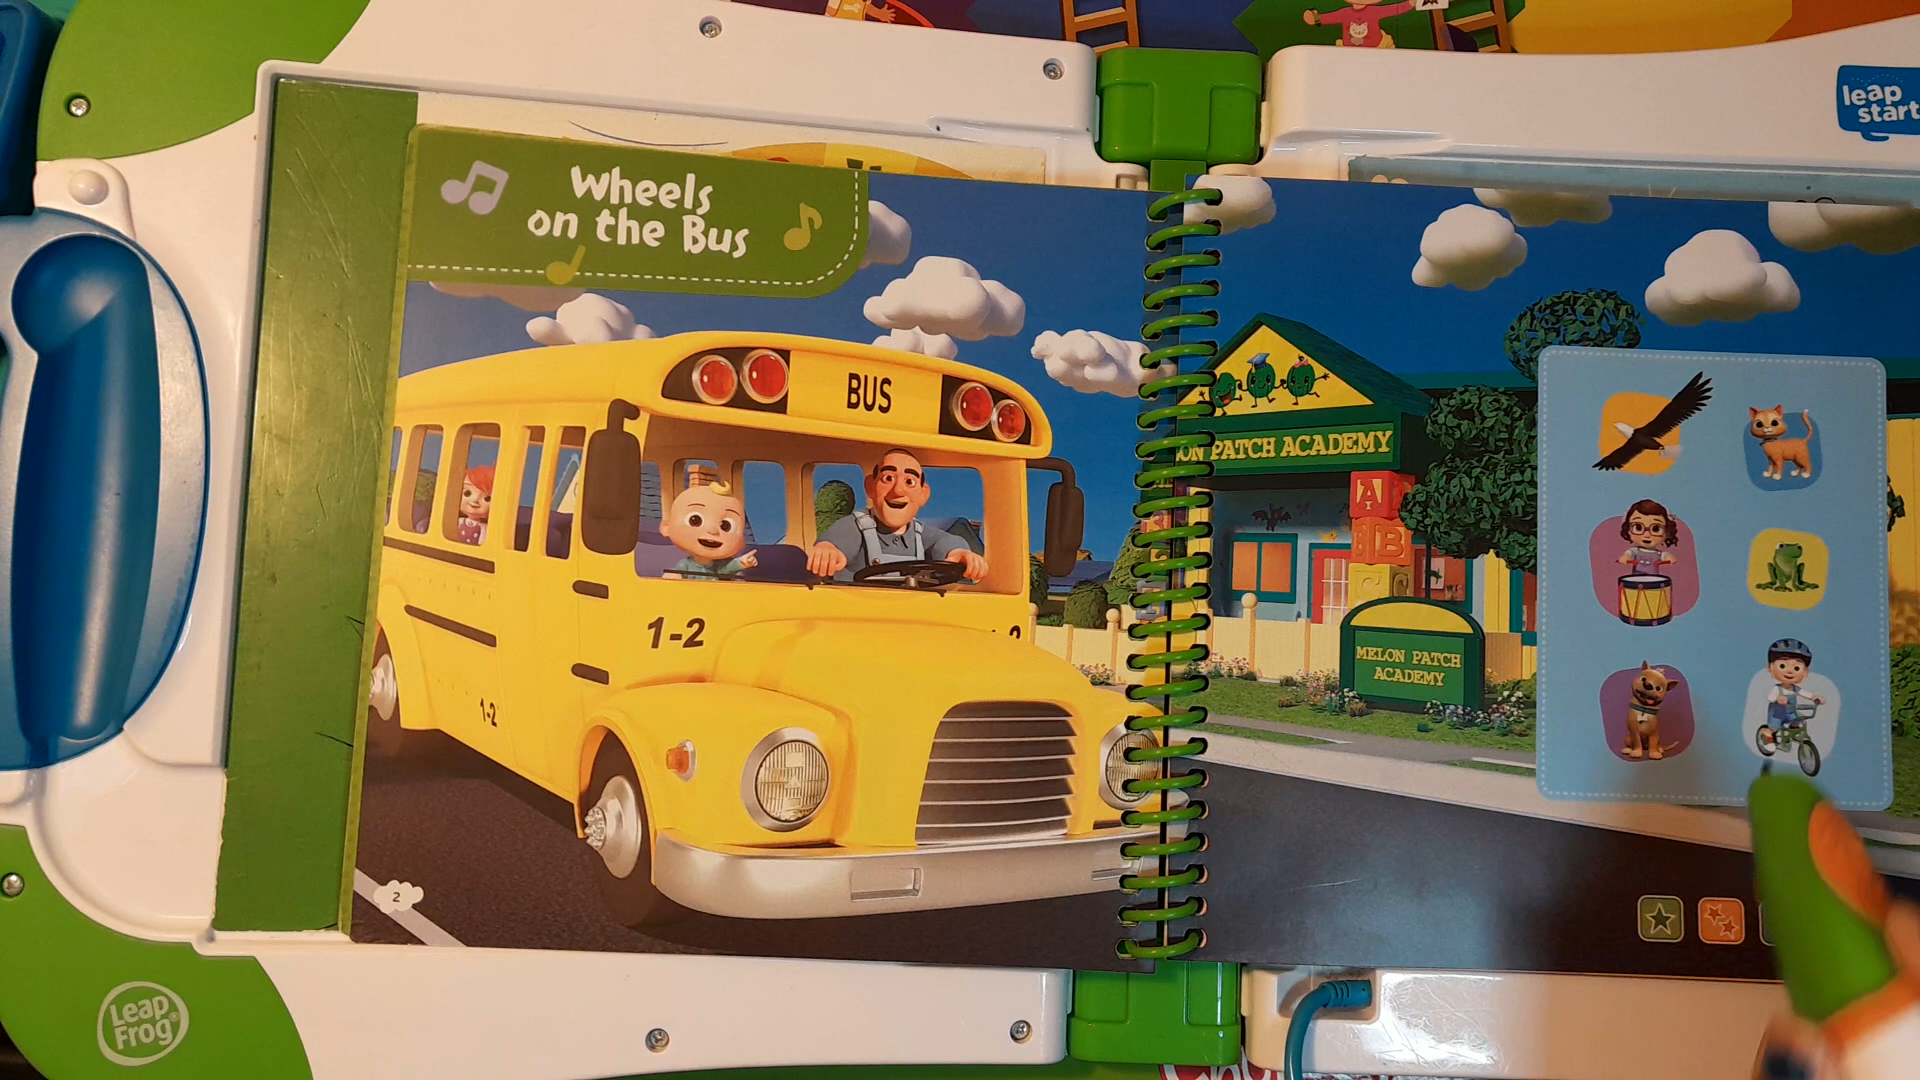 leap
start
Wheels
on the Bus
BUS
PATCH ACADEMY
A
B
C
1-2
1-2
MELON PATCH
ACADEMY
2
Leap
Frog